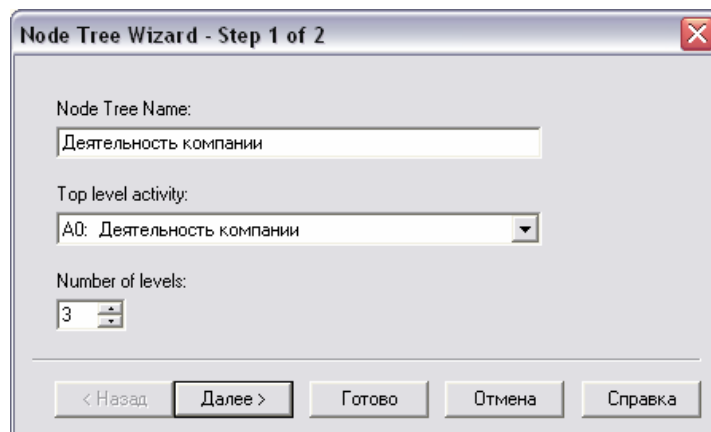 Node Tree Wizard - Step 1 of 2
Node Tree Name:
Деятельность компании
Top level activity:
A0: Деятельность компании
Number of levels:
3
< Назад Далее > Готово Отмена Справка